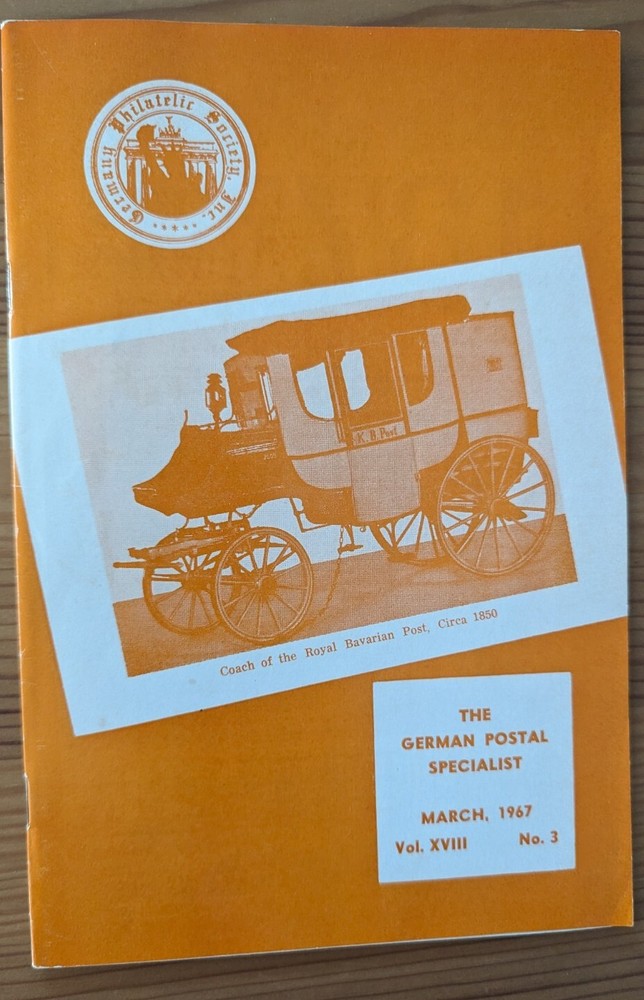 Germany Philatelic Society, Inc.
K. B. Post.
Coach of the Royal Bavarian Post, Circa 1850
THE
GERMAN POSTAL
SPECIALIST
MARCH, 1967
Vol. XVIII No. 3